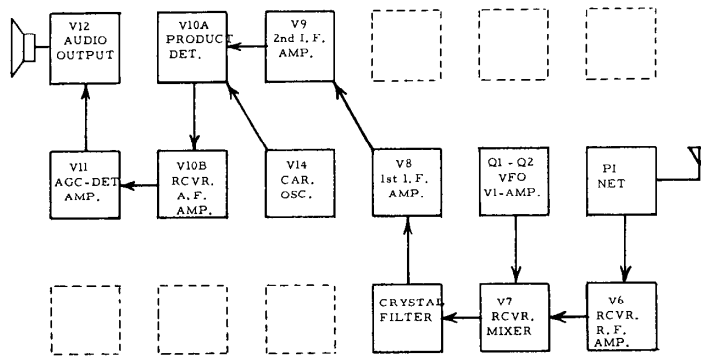 V12
AUDIO
OUTPUT
V10A
PRODUCT
DET.
V9
2nd I. F.
AMP.
V11
AGC-DET
AMP.
V10B
RCVR.
A. F.
AMP.
V14
CAR.
OSC.
V8
1st I. F.
AMP.
Q1 - Q2
VFO
V1-AMP.
PI
NET
CRYSTAL
FILTER
V7
RCVR.
MIXER
V6
RCVR.
R. F.
AMP.